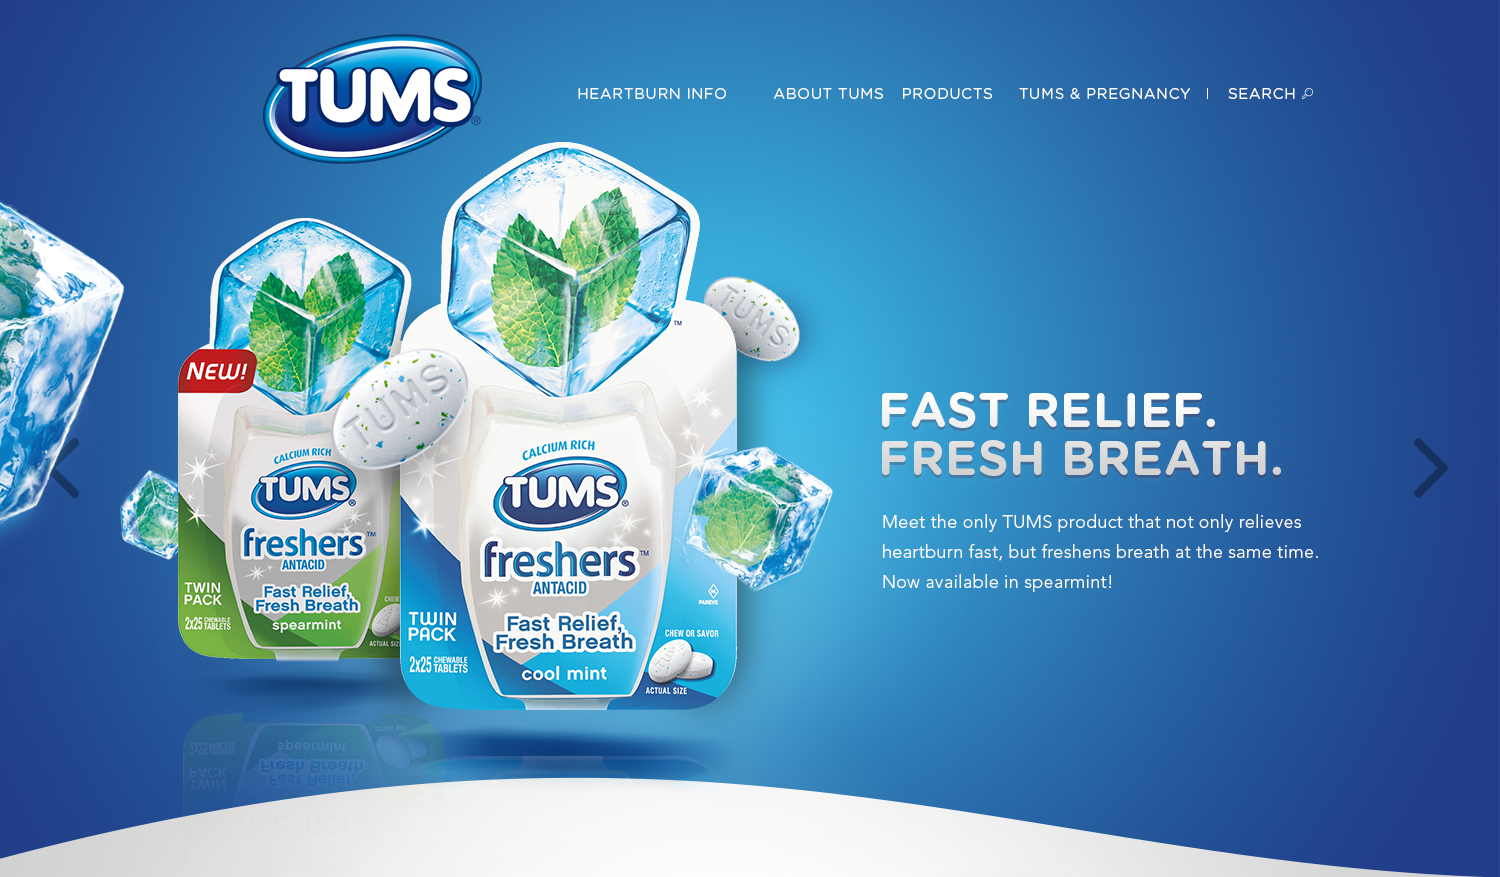 TUMS®
HEARTBURN INFO
ABOUT TUMS
PRODUCTS
TUMS & PREGNANCY
SEARCH
NEW!
CALCIUM RICH
TUMS®
freshers™
ANTACID
Fast Relief,
Fresh Breath
spearmint
TWIN
PACK
2x25 CHEWABLE
TABLETS
CHEW
ACTUAL SIZE
TUMS
TUMS
™
CALCIUM RICH
TUMS®
freshers™
ANTACID
Fast Relief,
Fresh Breath
cool mint
TWIN
PACK
2x25 CHEWABLE
TABLETS
PAREVE
CHEW OR SAVOR
TUMS
ACTUAL SIZE
FAST RELIEF.
FRESH BREATH.
Meet the only TUMS product that not only relieves
heartburn fast, but freshens breath at the same time.
Now available in spearmint!